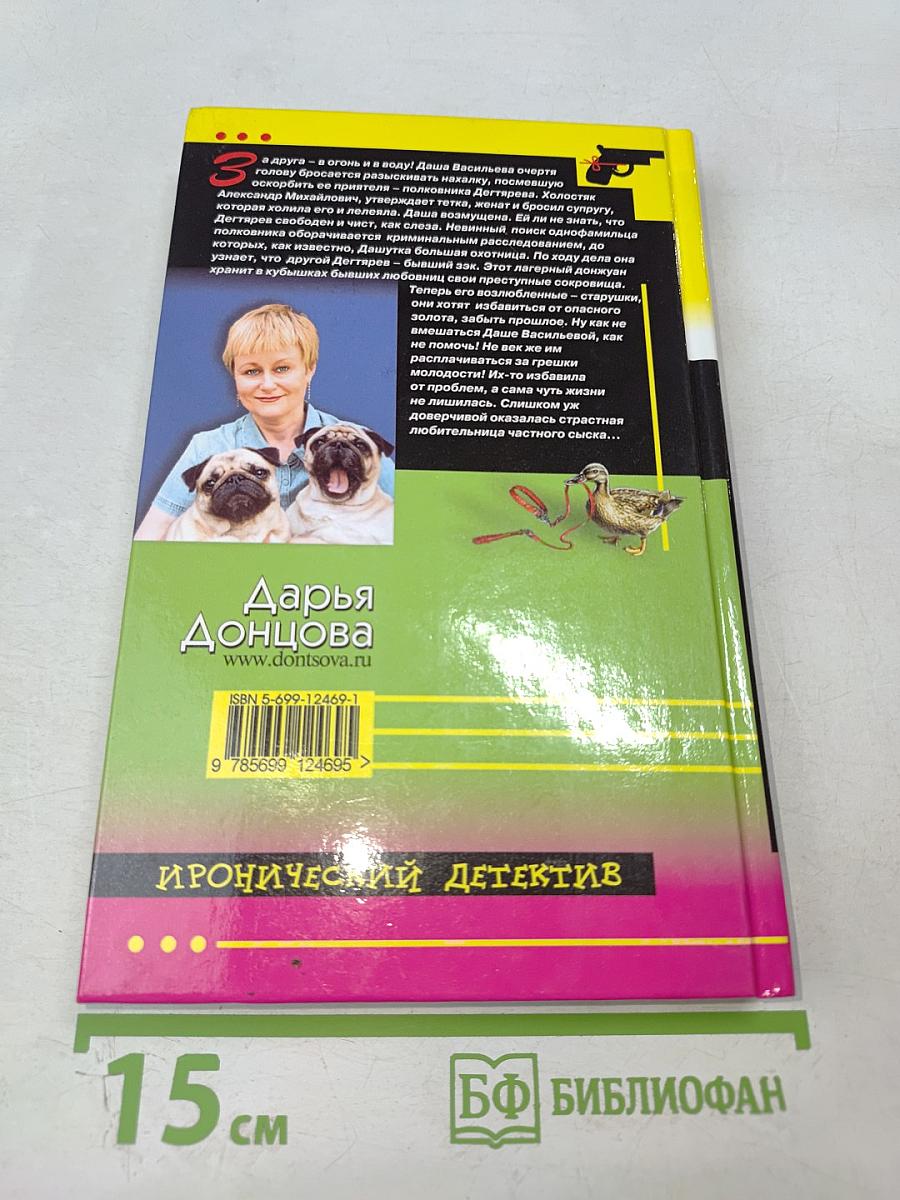 За друга – в огонь и в воду! Даша Васильева очертя
голову бросается разыскивать нахалку, посмевшую
оскорбить ее приятеля – полковника Дегтярева. Холостяк
Александр Михайлович, утверждает тетка, женат и бросил супругу,
которая холила его и лелеяла. Даша возмущена. Ей ли не знать, что
Дегтярев свободен и чист, как слеза. Невинный поиск однофамильца
полковника оборачивается криминальным расследованием, до
которых, как известно, Дашутка большая охотница. По ходу дела она
узнает, что другой Дегтярев – бывший зэк. Этот лагерный донжуан
хранит в кубышках бывших любовниц свои преступные сокровища.
Теперь его возлюбленные – старушки,
они хотят избавиться от опасного
золота, забыть прошлое. Ну как не
вмешаться Даше Васильевой, как
не помочь! Не век же им
расплачиваться за грешки
молодости! Их-то избавила
от проблем, а сама чуть жизни
не лишилась. Слишком уж
доверчивой оказалась страстная
любительница частного сыска...
Дарья
Донцова
www.dontsova.ru
ISBN 5-699-12469-1
9 785699 124695 >
ИРОНИЧЕСКИЙ ДЕТЕКТИВ
15 см
БФ БИБЛИОФАН